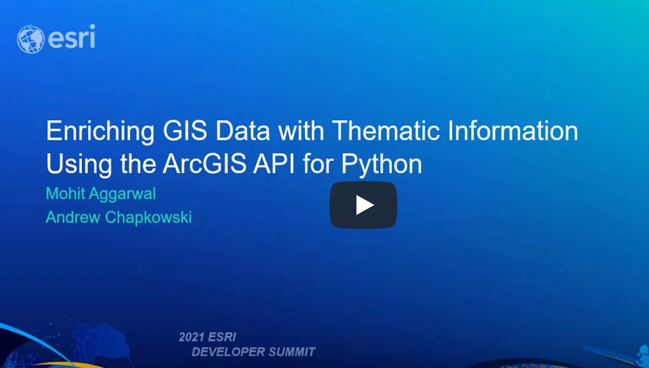 esri
Enriching GIS Data with Thematic Information
Using the ArcGIS API for Python
Mohit Aggarwal
Andrew Chapkowski
2021 ESRI
DEVELOPER SUMMIT